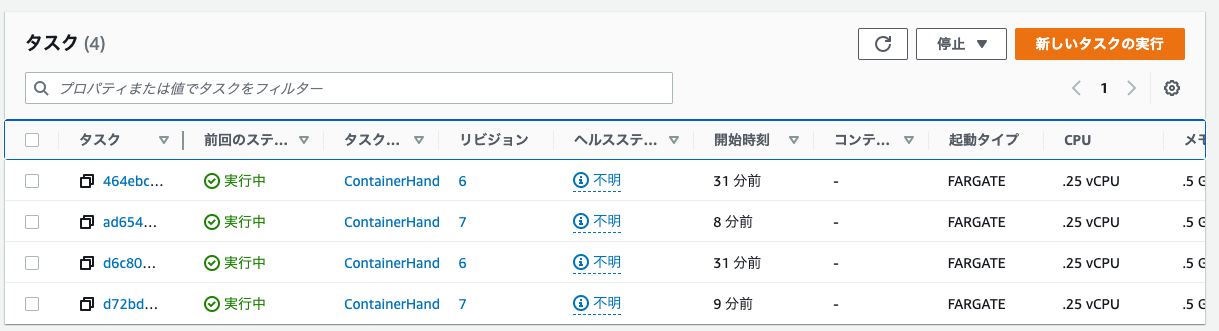 タスク (4)
停止
新しいタスクの実行
プロパティまたは値でタスクをフィルター
1
タスク 前回のステ... タスク... リビジョン ヘルスステ... 開始時刻 コンテ... 起動タイプ CPU メモ
464ebc... 実行中 ContainerHand 6 不明 31 分前 - FARGATE .25 vCPU .5 G
ad654... 実行中 ContainerHand 7 不明 8 分前 - FARGATE .25 vCPU .5 G
d6c80... 実行中 ContainerHand 6 不明 31 分前 - FARGATE .25 vCPU .5 G
d72bd... 実行中 ContainerHand 7 不明 9 分前 - FARGATE .25 vCPU .5 G